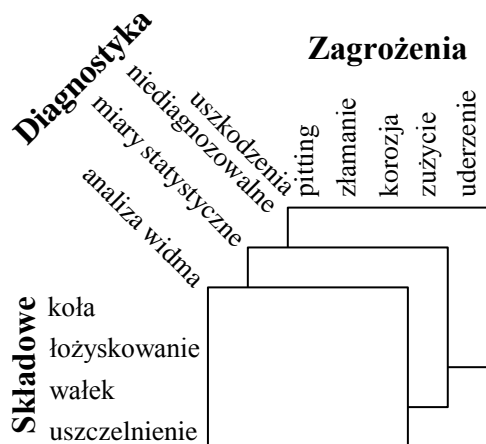 Zagrożenia
Diagnostyka
uszkodzenia
niediagnozowalne
miary statystyczne
analiza widma
pitting
złamanie
korozja
zużycie
uderzenie
Składowe
koła
łożyskowanie
wałek
uszczelnienie